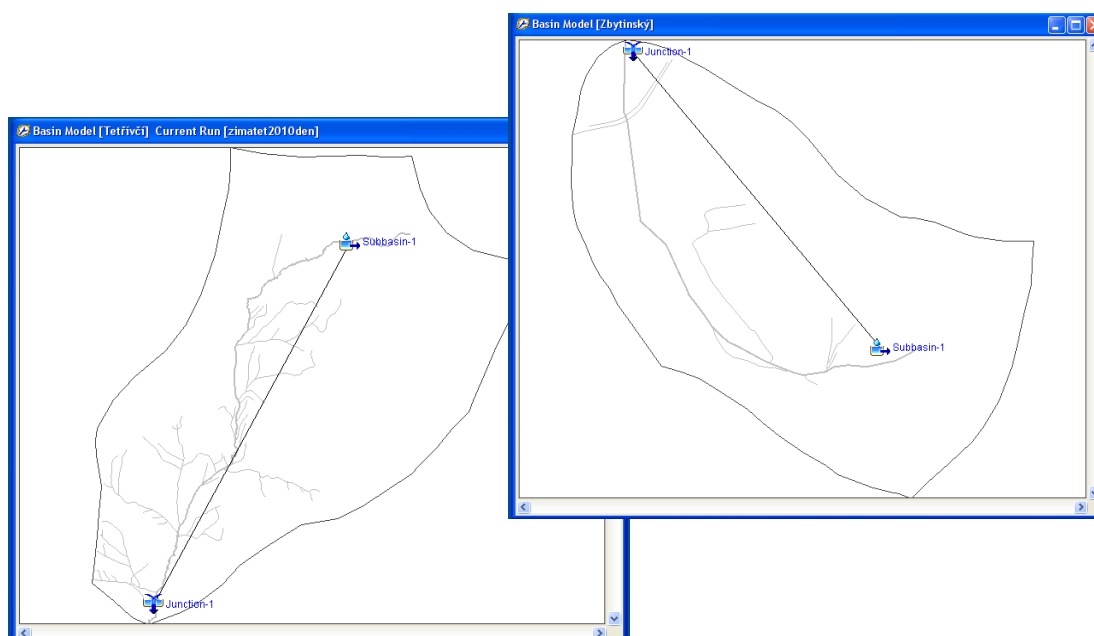 Basin Model [Zbytinský]
Junction-1
Subbasin-1
Basin Model [Tetřívčí] Current Run [zimatet2010den]
Subbasin-1
Junction-1